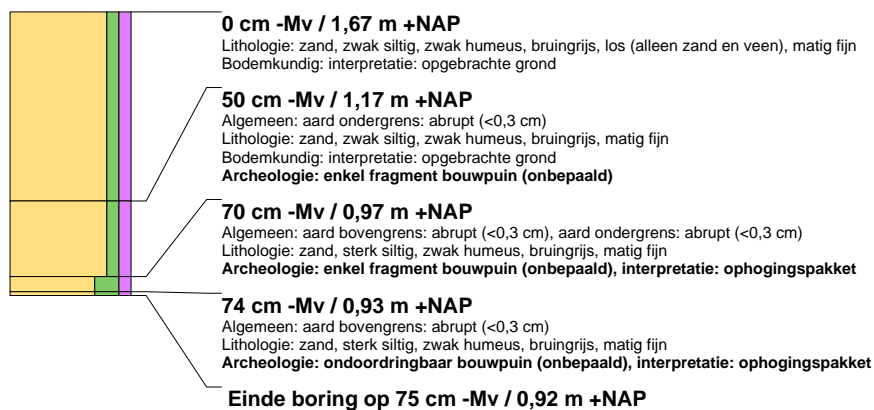 0 cm -Mv / 1,67 m +NAP
Lithologie: zand, zwak siltig, zwak humeus, bruingrijs, los (alleen zand en veen), matig fijn
Bodemkundig: interpretatie: opgebrachte grond
50 cm -Mv / 1,17 m +NAP
Algemeen: aard ondergrens: abrupt (<0,3 cm)
Lithologie: zand, zwak siltig, zwak humeus, bruingrijs, matig fijn
Bodemkundig: interpretatie: opgebrachte grond
Archeologie: enkel fragment bouwpuin (onbepaald)
70 cm -Mv / 0,97 m +NAP
Algemeen: aard bovengrens: abrupt (<0,3 cm), aard ondergrens: abrupt (<0,3 cm)
Lithologie: zand, sterk siltig, zwak humeus, bruingrijs, matig fijn
Archeologie: enkel fragment bouwpuin (onbepaald), interpretatie: ophogingspakket
74 cm -Mv / 0,93 m +NAP
Algemeen: aard bovengrens: abrupt (<0,3 cm)
Lithologie: zand, sterk siltig, zwak humeus, bruingrijs, matig fijn
Archeologie: ondoordringbaar bouwpuin (onbepaald), interpretatie: ophogingspakket
Einde boring op 75 cm -Mv / 0,92 m +NAP